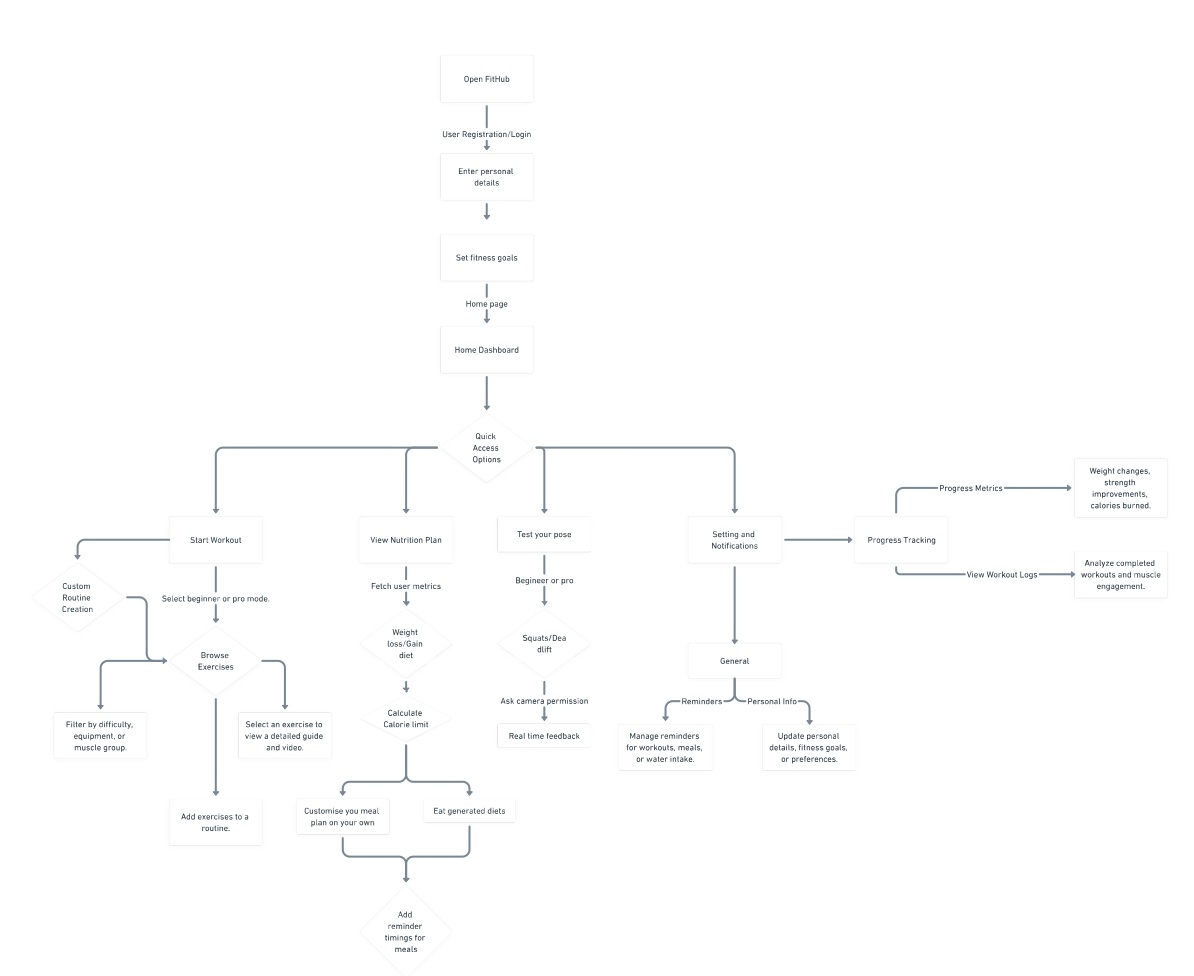 Open FitHub
User Registration/Login
Enter personal
details
Set fitness goals
Home page
Home Dashboard
Quick
Access
Options
Start Workout
View Nutrition Plan
Test your pose
Setting and
Notifications
Progress Tracking
Progress Metrics
Weight changes,
strength
improvements,
calories burned.
View Workout Logs
Analyze completed
workouts and muscle
engagement.
Custom
Routine
Creation
Select beginner or pro mode.
Browse
Exercises
Filter by difficulty,
equipment, or
muscle group.
Select an exercise to
view a detailed guide
and video.
Add exercises to a
routine.
Fetch user metrics
Weight
loss/Gain
diet
Calculate
Calorie limit
Customise you meal
plan on your own
Eat generated diets
Add
reminder
timings for
meals
Begineer or pro
Squats/Dea
dlift
Ask camera permission
Real time feedback
General
Reminders
Personal Info
Manage reminders
for workouts, meals,
or water intake.
Update personal
details, fitness goals,
or preferences.